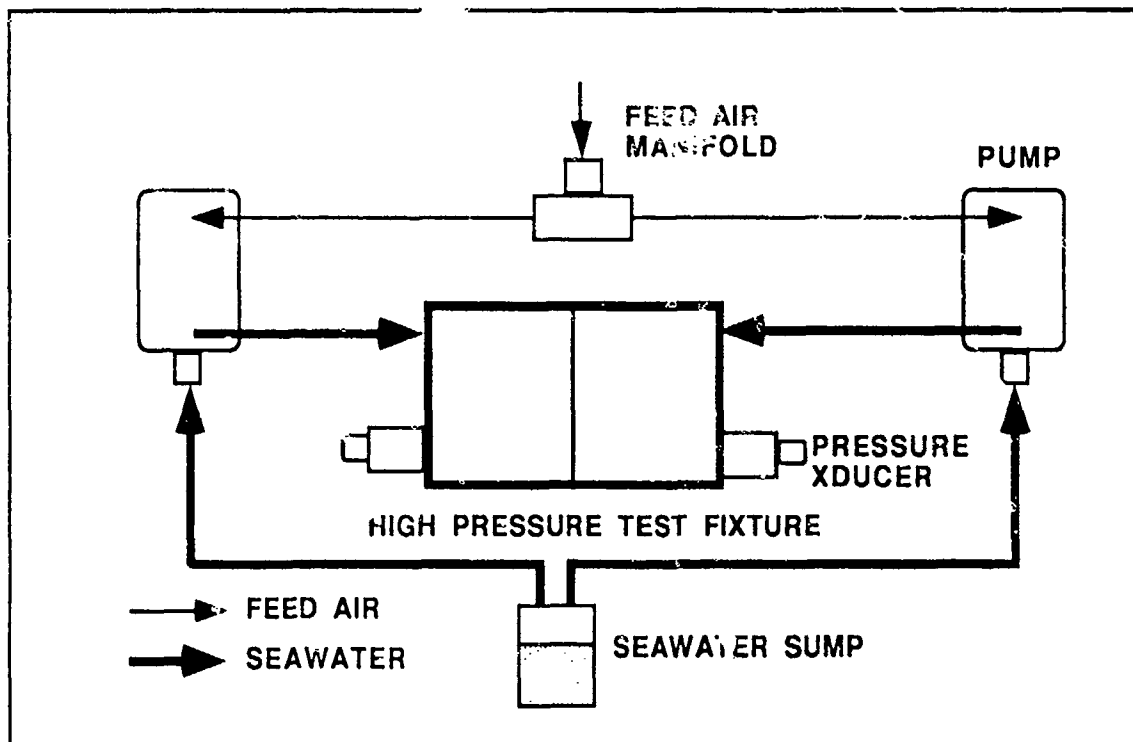 FEED AIR
MANIFOLD
PUMP
PRESSURE
XDUCER
HIGH PRESSURE TEST FIXTURE
FEED AIR
SEAWATER
SEAWATER SUMP